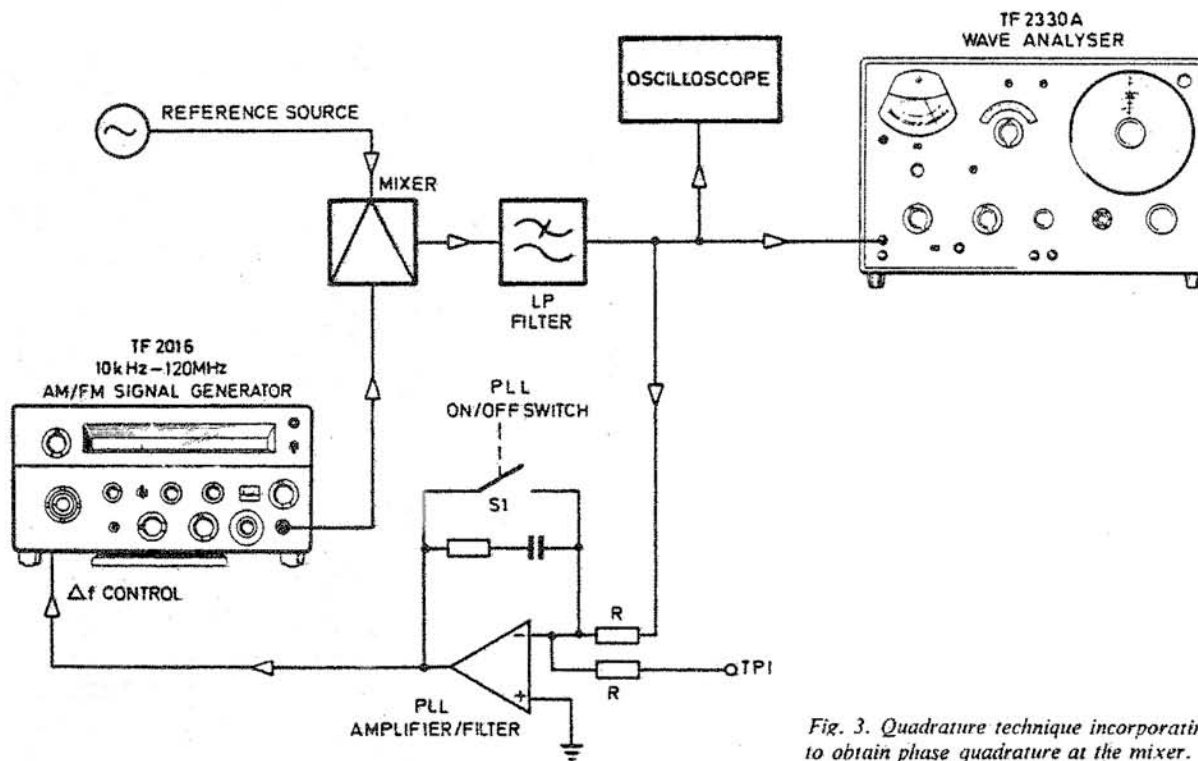 TF 2330A
WAVE ANALYSER
OSCILLOSCOPE
REFERENCE SOURCE
MIXER
LP
FILTER
TF 2016
10kHz–120MHz
AM/FM SIGNAL GENERATOR
PLL
ON/OFF SWITCH
S1
Δf CONTROL
R
R
TP1
−
+
PLL
AMPLIFIER/FILTER
Fig. 3. Quadrature technique incorporatin
to obtain phase quadrature at the mixer.